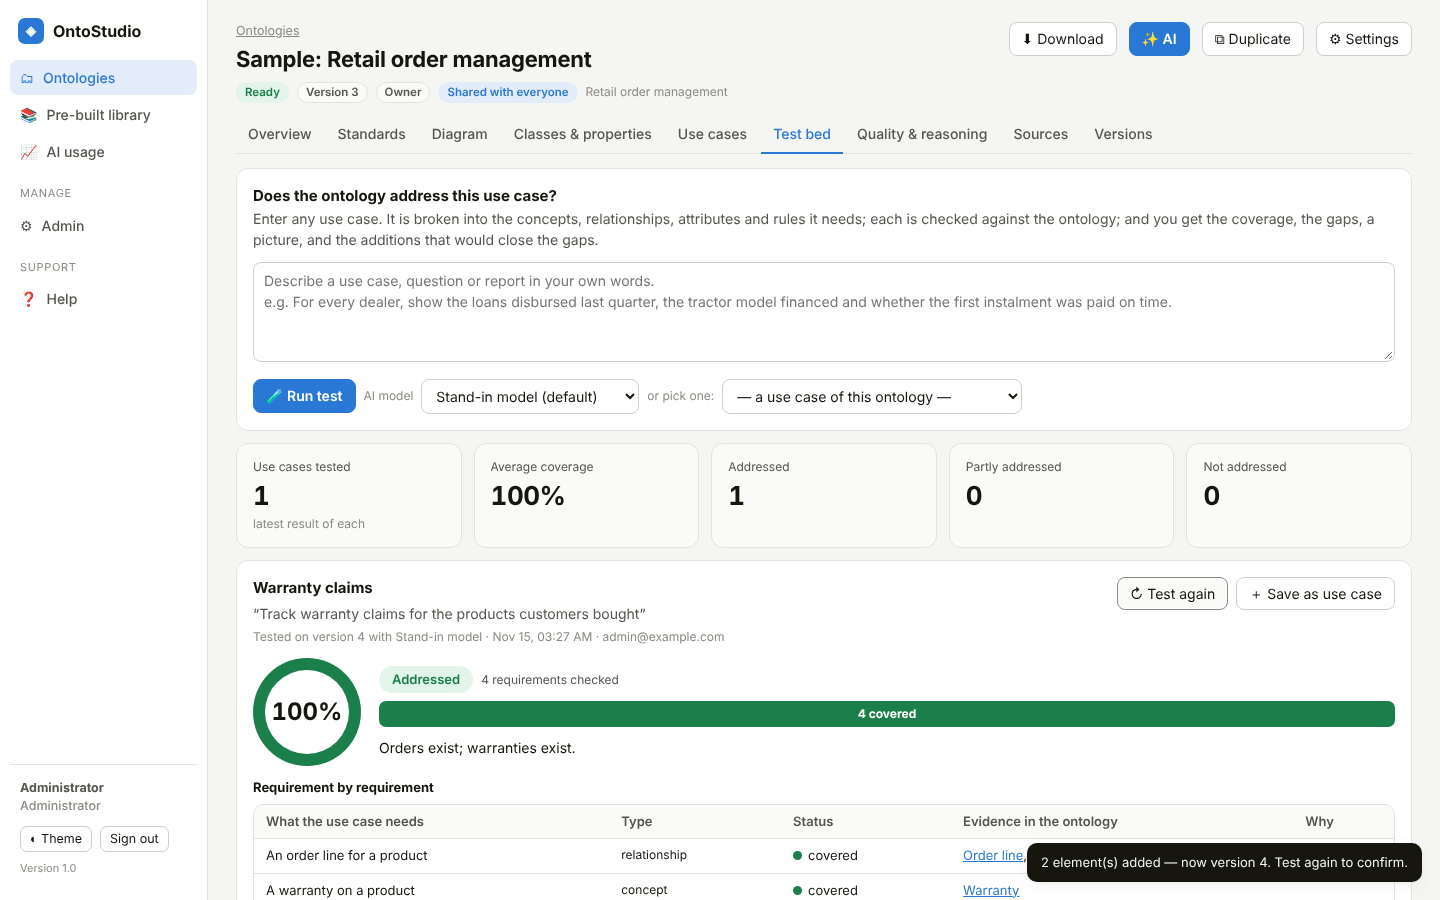 OntoStudio
Ontologies
Pre-built library
AI usage
MANAGE
Admin
SUPPORT
Help
Administrator
Administrator
Theme
Sign out
Version 1.0
Ontologies
Sample: Retail order management
Ready
Version 3
Owner
Shared with everyone
Retail order management
Download
AI
Duplicate
Settings
Overview
Standards
Diagram
Classes & properties
Use cases
Test bed
Quality & reasoning
Sources
Versions
Does the ontology address this use case?
Enter any use case. It is broken into the concepts, relationships, attributes and rules it needs; each is checked against the ontology; and you get the coverage, the gaps, a
picture, and the additions that would close the gaps.
Describe a use case, question or report in your own words.
e.g. For every dealer, show the loans disbursed last quarter, the tractor model financed and whether the first instalment was paid on time.
Run test
AI model
Stand-in model (default)
or pick one:
— a use case of this ontology —
Use cases tested
1
latest result of each
Average coverage
100%
Addressed
1
Partly addressed
0
Not addressed
0
Warranty claims
“Track warranty claims for the products customers bought”
Tested on version 4 with Stand-in model · Nov 15, 03:27 AM · admin@example.com
↻ Test again
+ Save as use case
100%
Addressed
4 requirements checked
4 covered
Orders exist; warranties exist.
Requirement by requirement
What the use case needs
Type
Status
Evidence in the ontology
Why
An order line for a product
relationship
covered
Order line,
A warranty on a product
concept
covered
Warranty
2 element(s) added — now version 4. Test again to confirm.